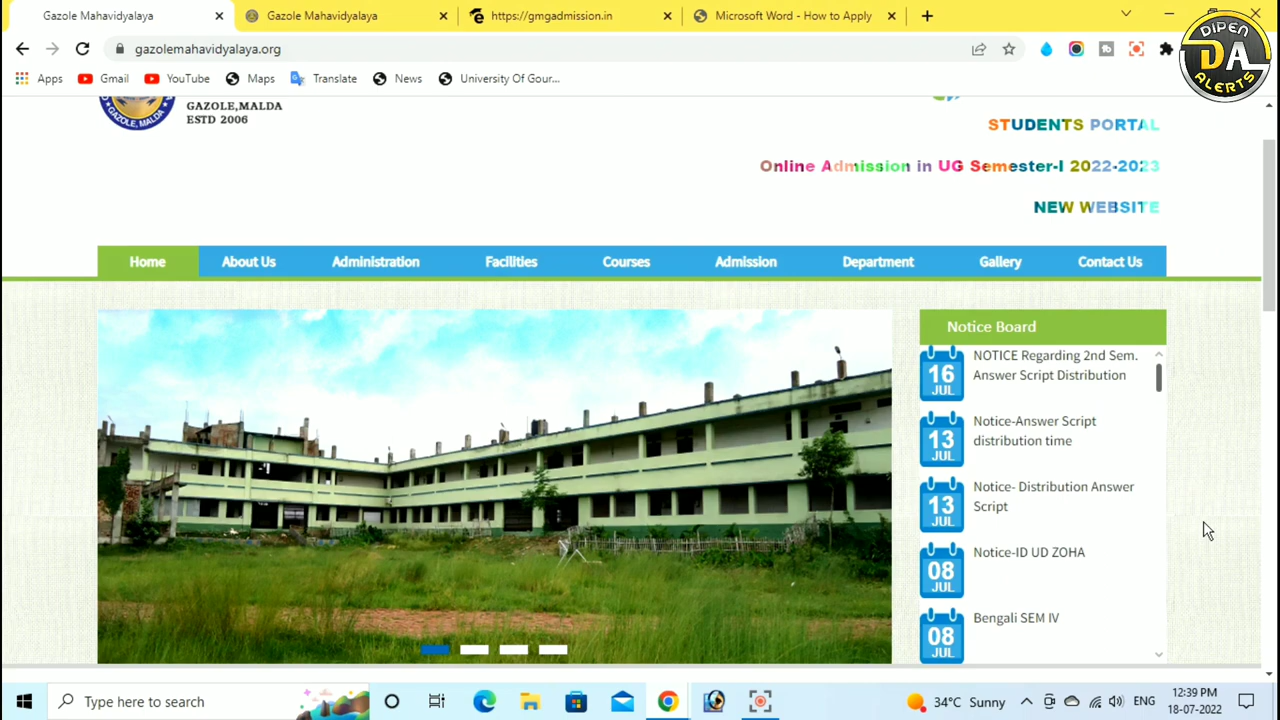 Gazole Mahavidyalaya
Gazole Mahavidyalaya
https://gmgadmission.in
Microsoft Word - How to Apply
gazolemahavidyalaya.org
DIPEN
DA
ALERTS
Apps
Gmail
YouTube
Maps
Translate
News
University Of Gour...
GAZOLE, MALDA
GAZOLE,MALDA
ESTD 2006
STUDENTS PORTAL
Online Admission in UG Semester-I 2022-2023
NEW WEBSITE
Home
About Us
Administration
Facilities
Courses
Admission
Department
Gallery
Contact Us
Notice Board
16
JUL
NOTICE Regarding 2nd Sem.
Answer Script Distribution
13
JUL
Notice-Answer Script
distribution time
13
JUL
Notice- Distribution Answer
Script
08
JUL
Notice-ID UD ZOHA
08
JUL
Bengali SEM IV
Type here to search
34°C Sunny
ENG
12:39 PM
18-07-2022